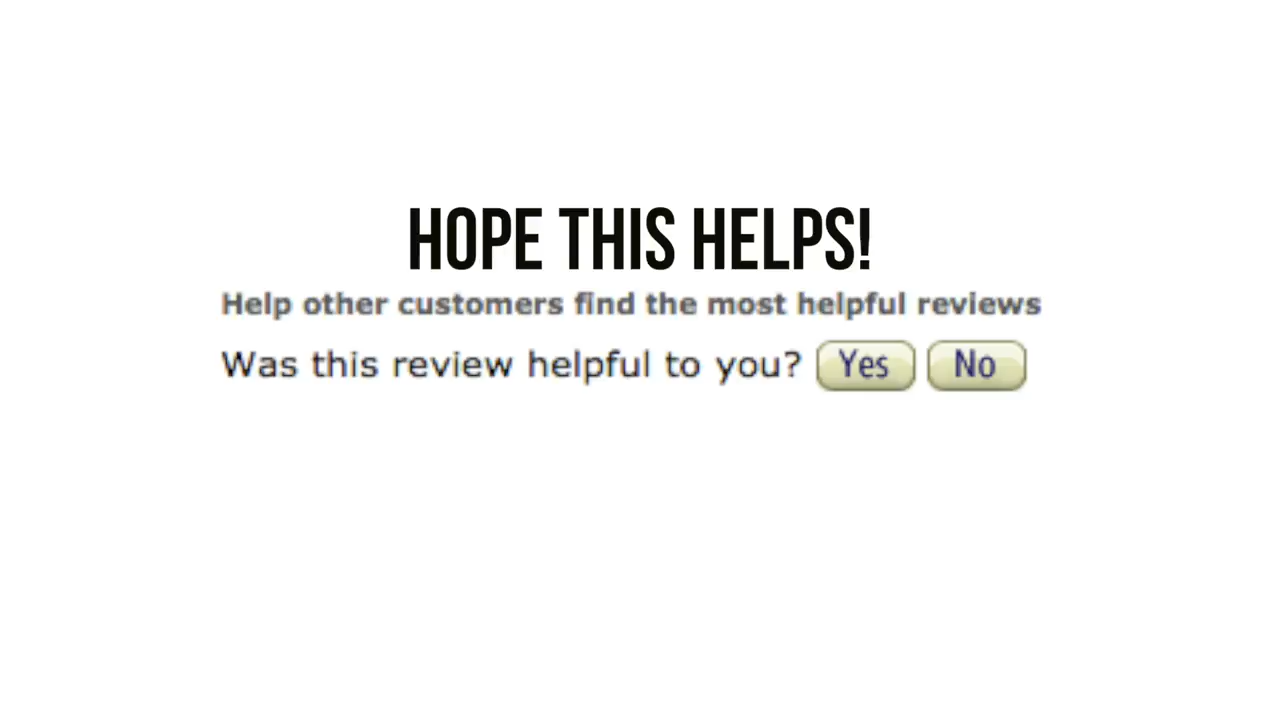 HOPE THIS HELPS!
Help other customers find the most helpful reviews
Was this review helpful to you? Yes No